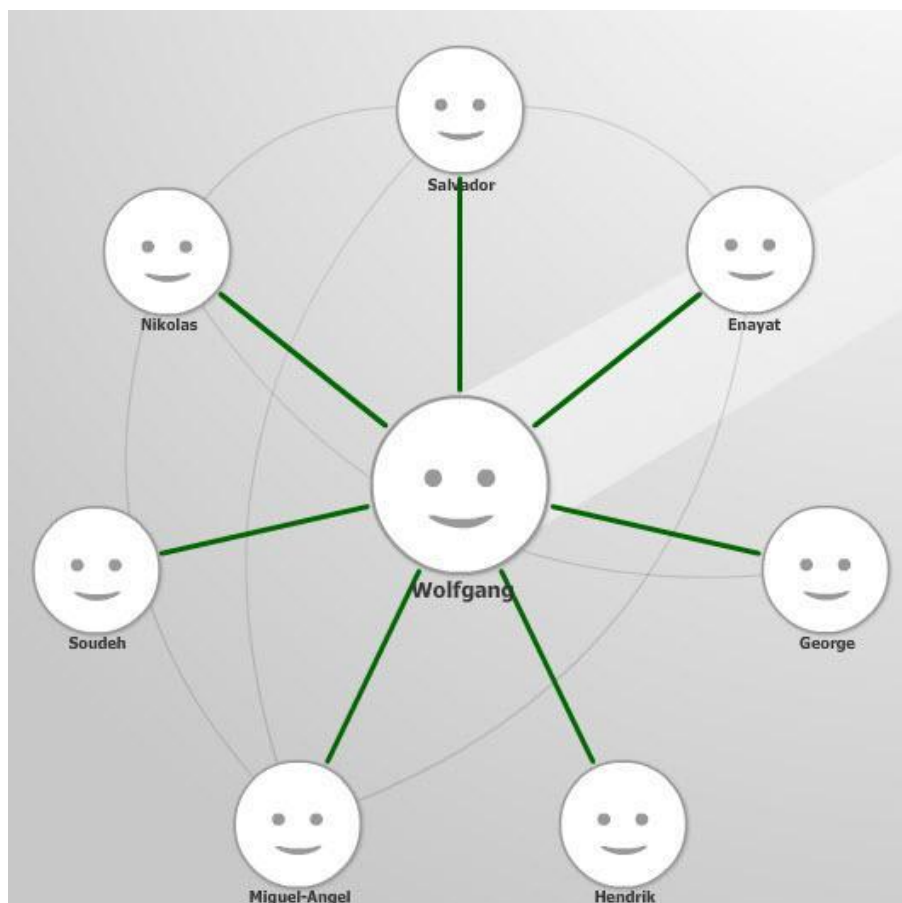 Salvador
Nikolas
Enayat
Wolfgang
Soudeh
George
Miguel-Angel
Hendrik